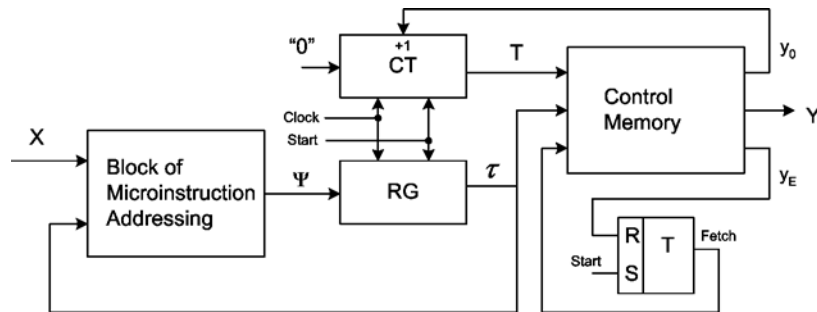 "0"
+1
CT
T
y0
Control
Memory
Y
Clock
Start
X
Block of
Microinstruction
Addressing
Ψ
RG
τ
yE
R
T
Fetch
Start
S